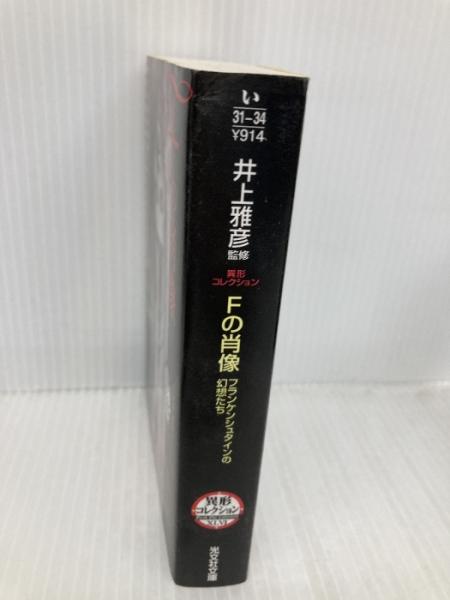 い
31-34
¥914
井上雅彦
監修
異形
コレクション
Fの肖像
フランケンシュタインの
幻想たち
異形
コレクション
XLVI
光文社文庫